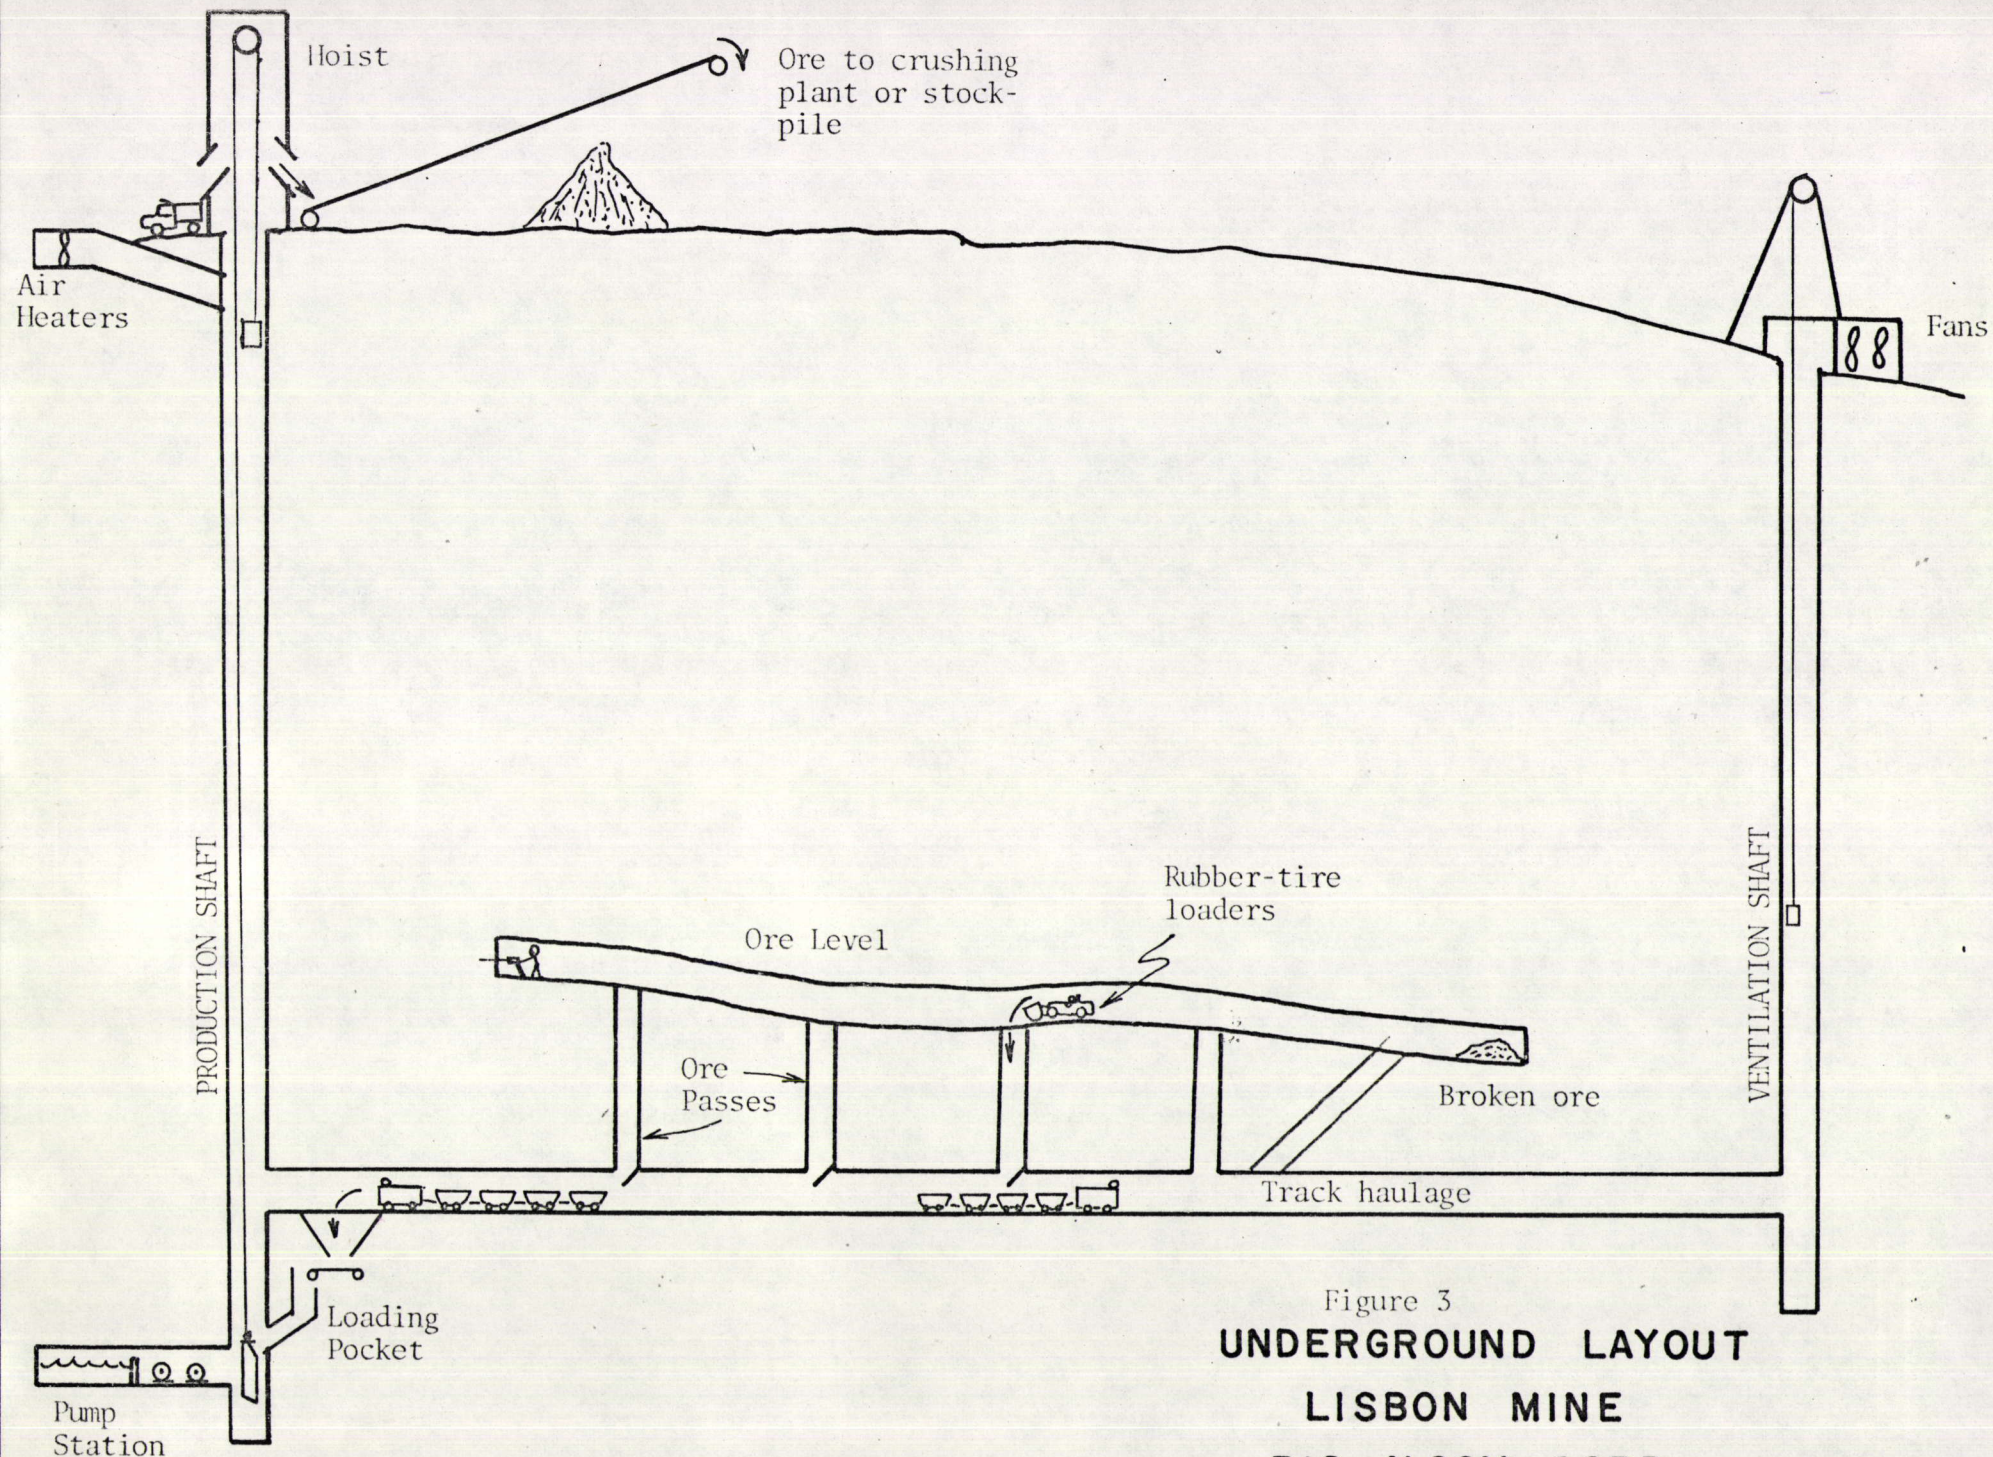 Hoist
Ore to crushing
plant or stock-
pile
Air
Heaters
Fans
PRODUCTION SHAFT
VENTILATION SHAFT
Rubber-tire
loaders
Ore Level
Ore
Passes
Broken ore
Track haulage
Loading
Pocket
Pump
Station
Figure 3
UNDERGROUND LAYOUT
LISBON MINE